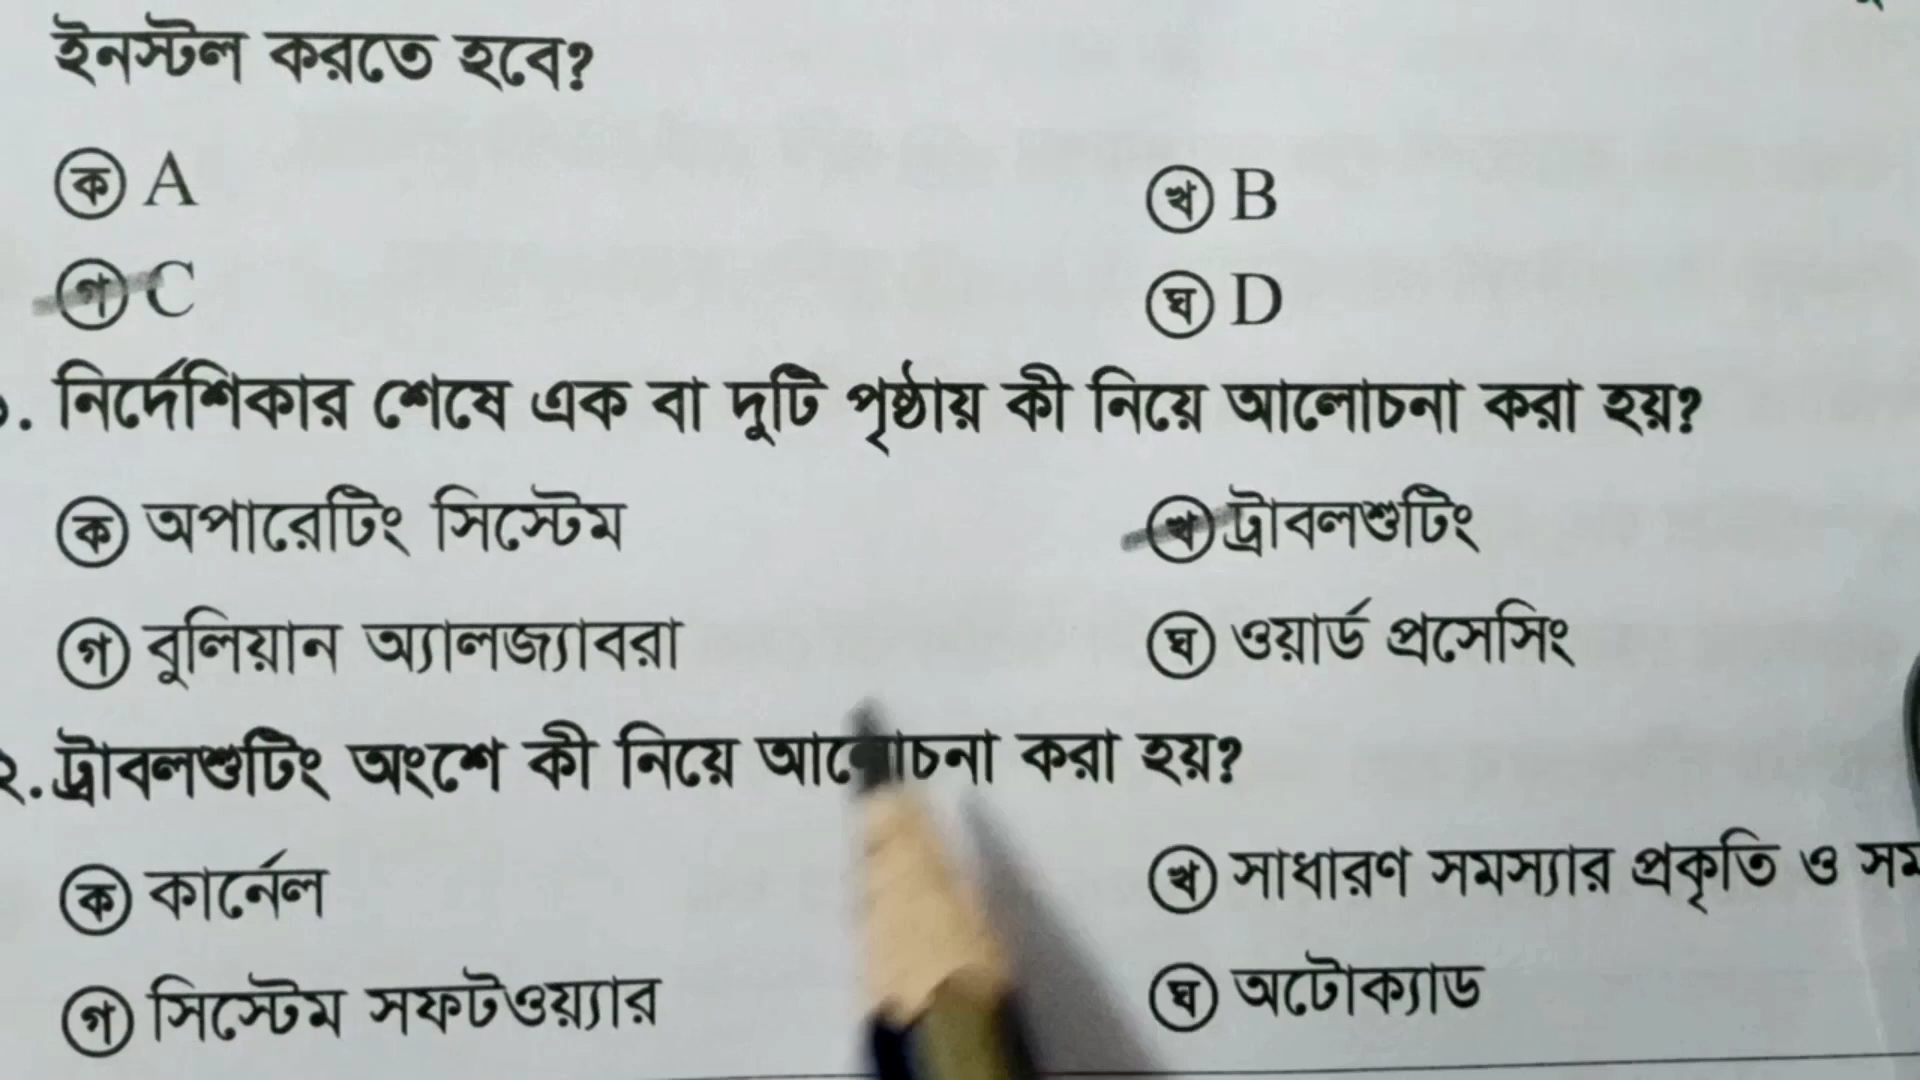 ইনস্টল করতে হবে?
ক A খ B
গ C ঘ D
. নির্দেশিকার শেষে এক বা দুটি পৃষ্ঠায় কী নিয়ে আলোচনা করা হয়?
ক অপারেটিং সিস্টেম খ ট্রাবলশুটিং
গ বুলিয়ান অ্যালজ্যাবরা ঘ ওয়ার্ড প্রসেসিং
২. ট্রাবলশুটিং অংশে কী নিয়ে আলোচনা করা হয়?
ক কার্নেল খ সাধারণ সমস্যার প্রকৃতি ও
গ সিস্টেম সফটওয়্যার ঘ অটোক্যাড